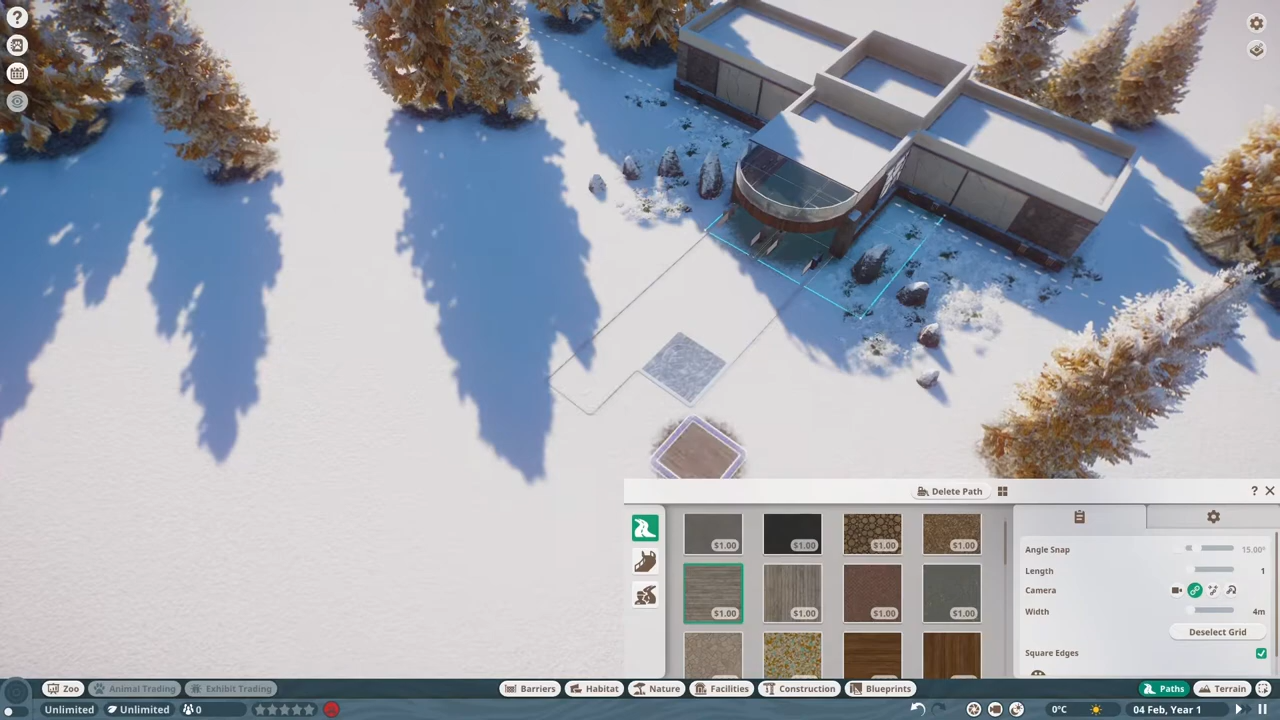 ?
Delete Path
?
$1.00 $1.00 $1.00 $1.00
$1.00 $1.00 $1.00 $1.00
Angle Snap 15.00°
Length 1
Camera
Width 4m
Deselect Grid
Square Edges
Zoo Animal Trading Exhibit Trading Barriers Habitat Nature Facilities Construction Blueprints Paths Terrain
Unlimited Unlimited 0 0°C 04 Feb, Year 1